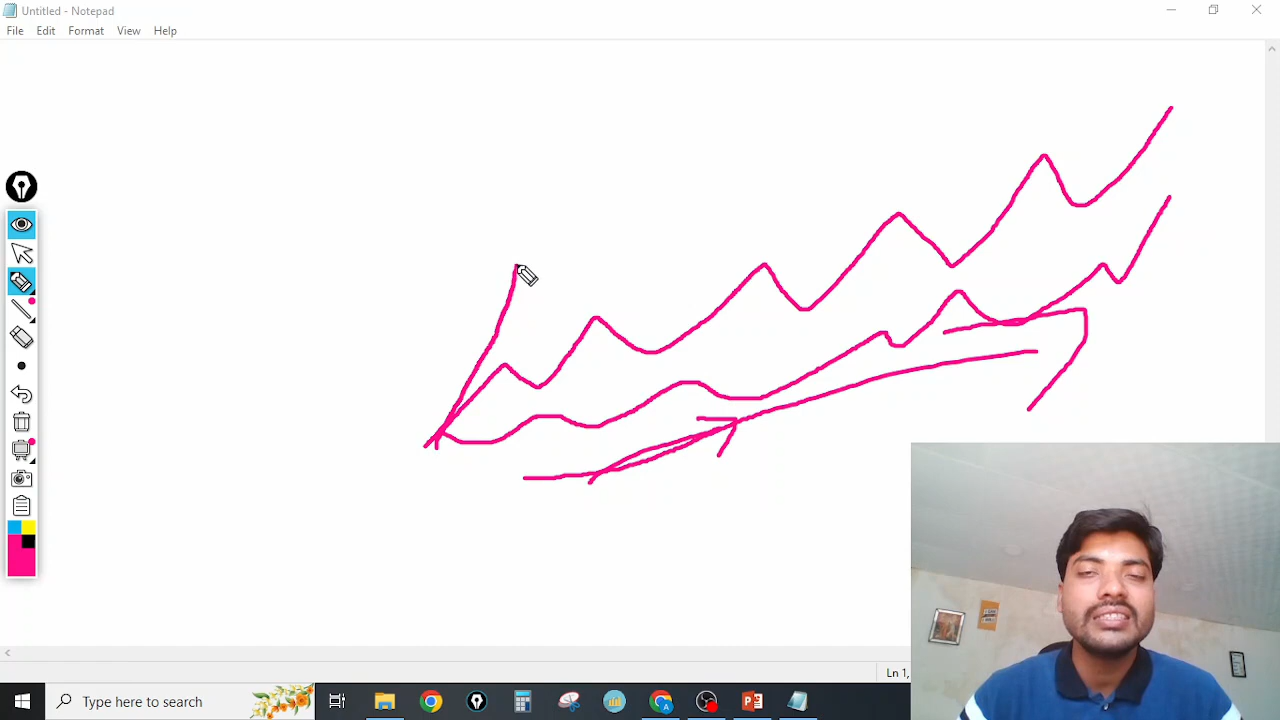 Untitled - Notepad
File Edit Format View Help
Ln 1,
Type here to search